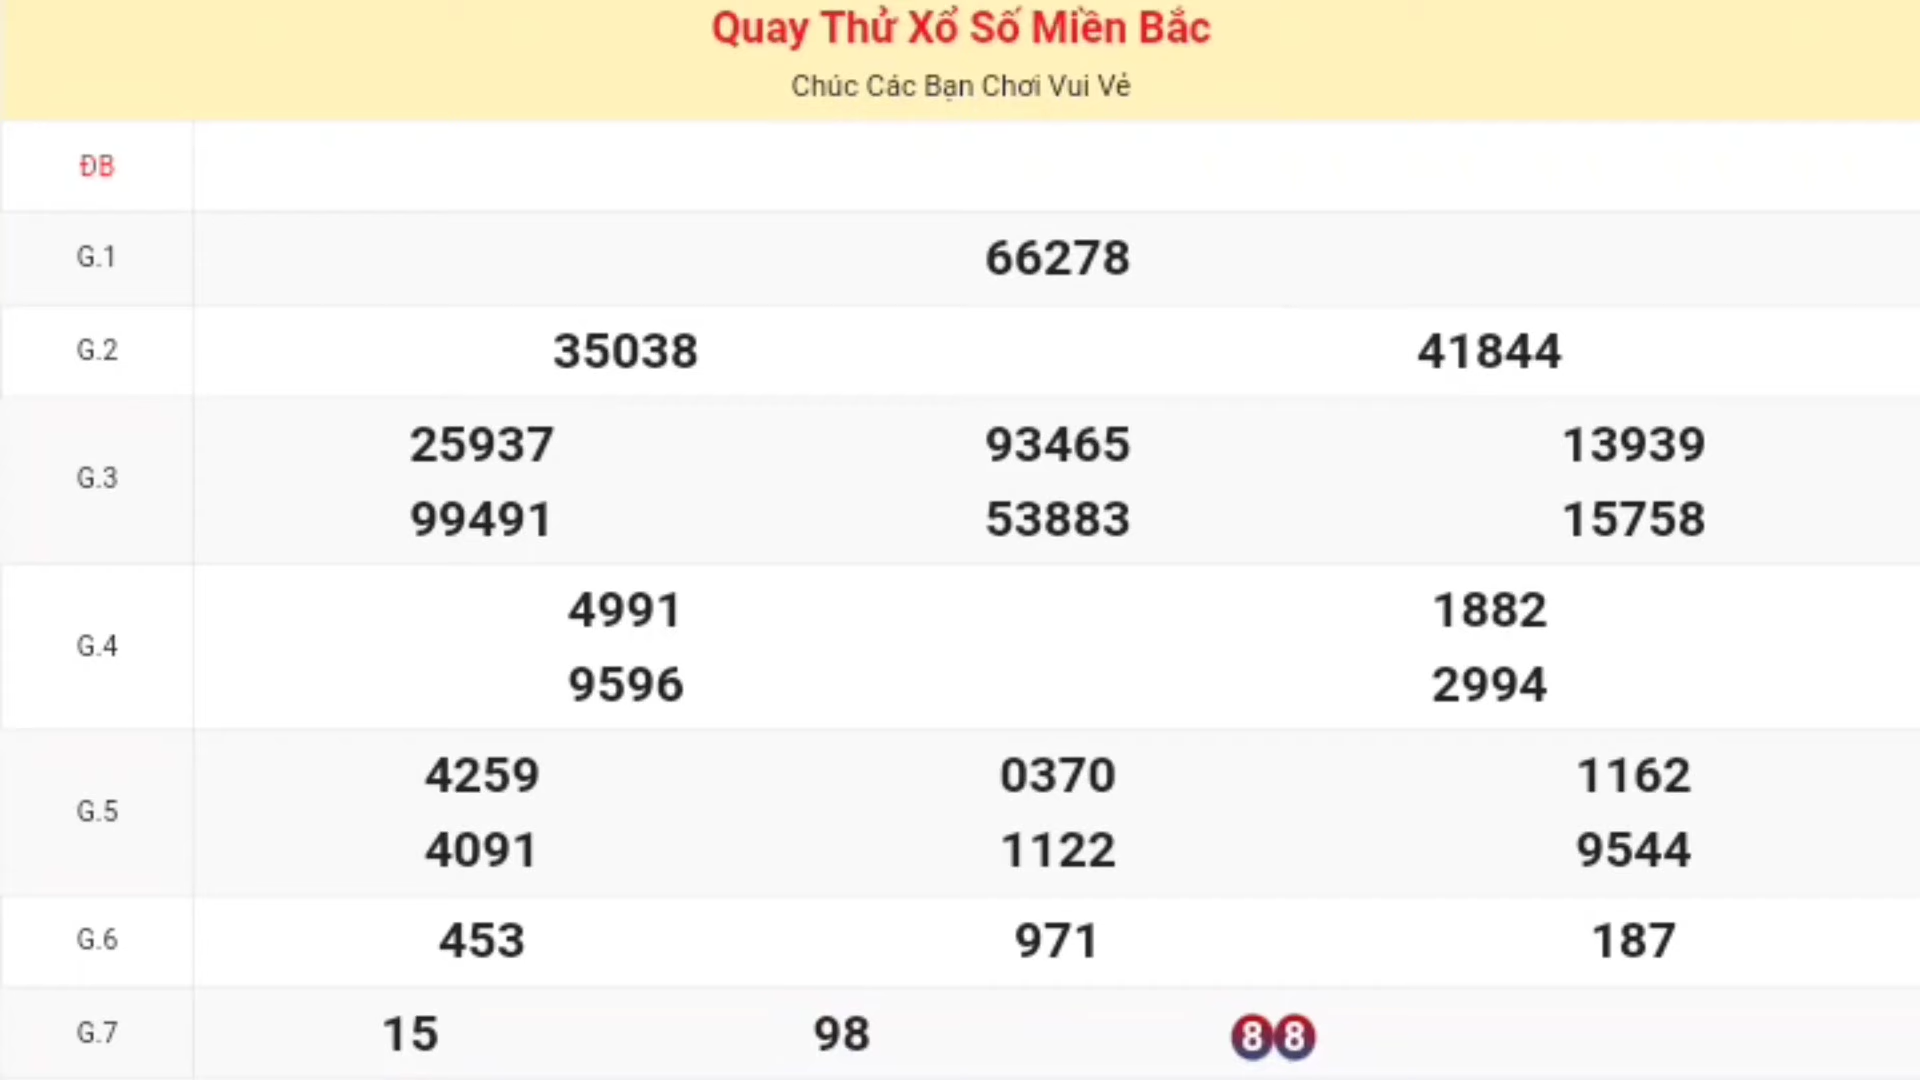 Quay Thử Xổ Số Miền Bắc
Chúc Các Bạn Chơi Vui Vẻ
ĐB
G.1 66278
G.2 35038 41844
G.3 25937 93465 13939
99491 53883 15758
G.4 4991 1882
9596 2994
G.5 4259 0370 1162
4091 1122 9544
G.6 453 971 187
G.7 15 98 88